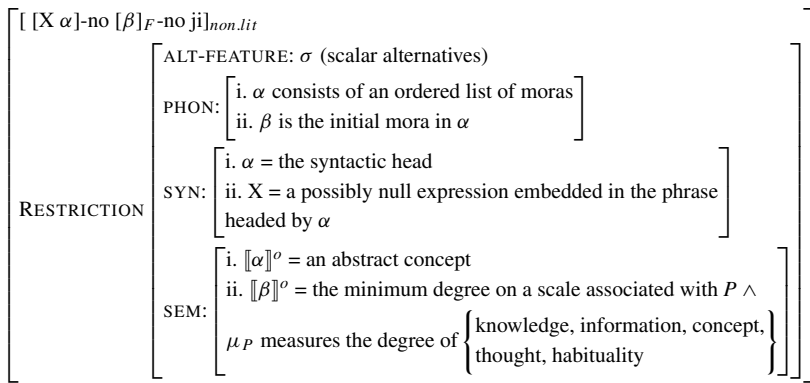 [ [X α]-no [β]F-no ji]non.lit
RESTRICTION
ALT-FEATURE: σ (scalar alternatives)
PHON:
i. α consists of an ordered list of moras
ii. β is the initial mora in α
SYN:
i. α = the syntactic head
ii. X = a possibly null expression embedded in the phrase
headed by α
SEM:
i. ⟦α⟧ᵒ = an abstract concept
ii. ⟦β⟧ᵒ = the minimum degree on a scale associated with P ∧
μP measures the degree of { knowledge, information, concept,
thought, habituality }